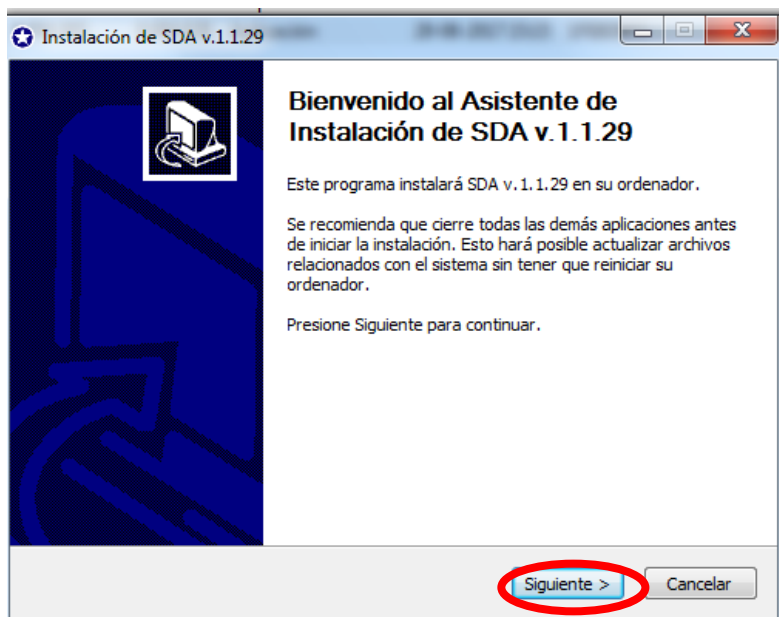 Instalación de SDA v.1.1.29
Bienvenido al Asistente de
Instalación de SDA v.1.1.29
Este programa instalará SDA v.1.1.29 en su ordenador.
Se recomienda que cierre todas las demás aplicaciones antes
de iniciar la instalación. Esto hará posible actualizar archivos
relacionados con el sistema sin tener que reiniciar su
ordenador.
Presione Siguiente para continuar.
Siguiente >
Cancelar